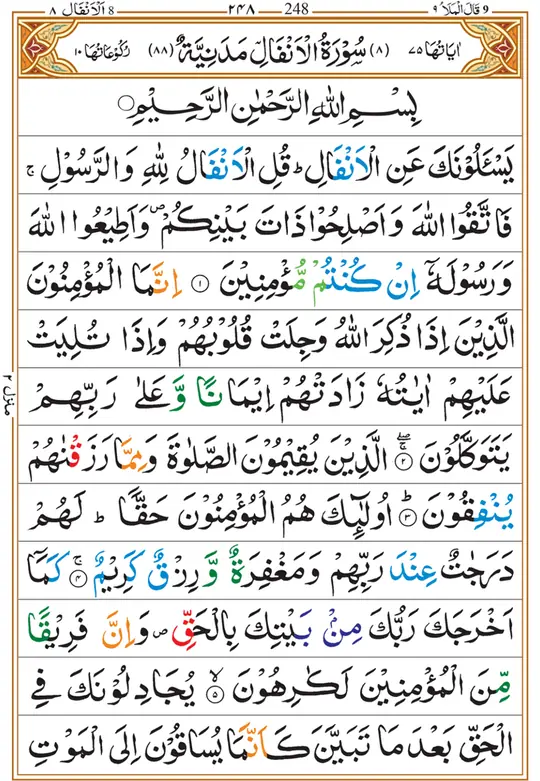 ٩ قَالَ الۡمَلَاُ ٩ 248 ٢٤٨ 8 اَلۡاَنۡفَال ٨
اٰيَاتُهَا ٧٥ (٨) سُوۡرَةُ الۡاَنۡفَالِ مَدَنِيَّةٌ (٨٨) رُكُوۡعَاتُهَا ١٠
بِسۡمِ اللّٰهِ الرَّحۡمٰنِ الرَّحِيۡمِ
يَسۡـَٔلُوۡنَكَ عَنِ الۡاَنۡفَالِ ؕ قُلِ الۡاَنۡفَالُ لِلّٰهِ وَالرَّسُوۡلِ ۚ
فَاتَّقُوا اللّٰهَ وَاَصۡلِحُوۡا ذَاتَ بَيۡنِكُمۡ ۖ وَاَطِيۡعُوا اللّٰهَ
وَرَسُوۡلَهٗۤ اِنۡ كُنۡتُمۡ مُّؤۡمِنِيۡنَ ﴿١﴾ اِنَّمَا الۡمُؤۡمِنُوۡنَ
الَّذِيۡنَ اِذَا ذُكِرَ اللّٰهُ وَجِلَتۡ قُلُوۡبُهُمۡ وَاِذَا تُلِيَتۡ
عَلَيۡهِمۡ اٰيٰتُهٗ زَادَتۡهُمۡ اِيۡمَانًا وَّعَلٰى رَبِّهِمۡ
يَتَوَكَّلُوۡنَ ﴿٢﴾ الَّذِيۡنَ يُقِيۡمُوۡنَ الصَّلٰوةَ وَمِمَّا رَزَقۡنٰهُمۡ
يُنۡفِقُوۡنَ ﴿٣﴾ ؕ اُولٰٓئِكَ هُمُ الۡمُؤۡمِنُوۡنَ حَقًّا ؕ لَهُمۡ
دَرَجٰتٌ عِنۡدَ رَبِّهِمۡ وَمَغۡفِرَةٌ وَّرِزۡقٌ كَرِيۡمٌ ﴿٤﴾ ۚ كَمَاۤ
اَخۡرَجَكَ رَبُّكَ مِنۡۢ بَيۡتِكَ بِالۡحَقِّ ۖ وَاِنَّ فَرِيۡقًا
مِّنَ الۡمُؤۡمِنِيۡنَ لَكٰرِهُوۡنَ ﴿٥﴾ ۙ يُجَادِلُوۡنَكَ فِى
الۡحَقِّ بَعۡدَ مَا تَبَيَّنَ كَاَنَّمَا يُسَاقُوۡنَ اِلَى الۡمَوۡتِ
منزل ٢